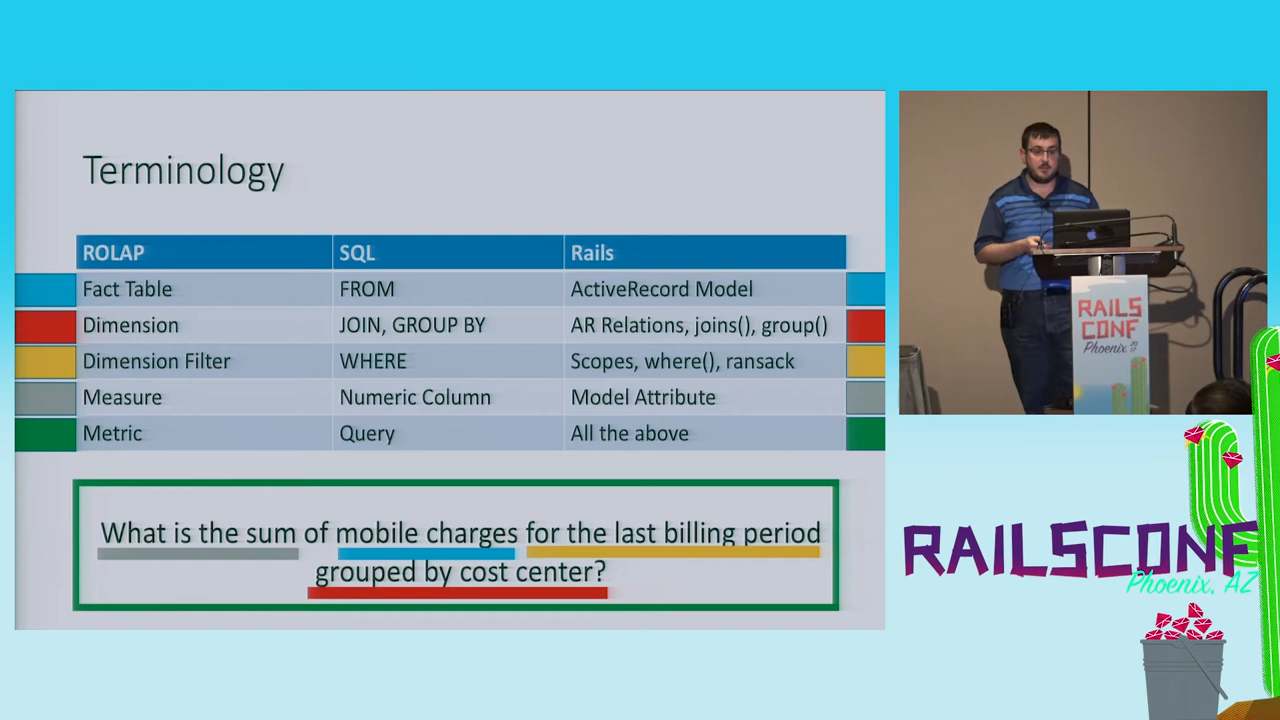 Terminology
ROLAP SQL Rails
Fact Table FROM ActiveRecord Model
Dimension JOIN, GROUP BY AR Relations, joins(), group()
Dimension Filter WHERE Scopes, where(), ransack
Measure Numeric Column Model Attribute
Metric Query All the above
What is the sum of mobile charges for the last billing period
grouped by cost center?
RAILS
CONF
Phoenix 2017
RAILSCONF
Phoenix, AZ